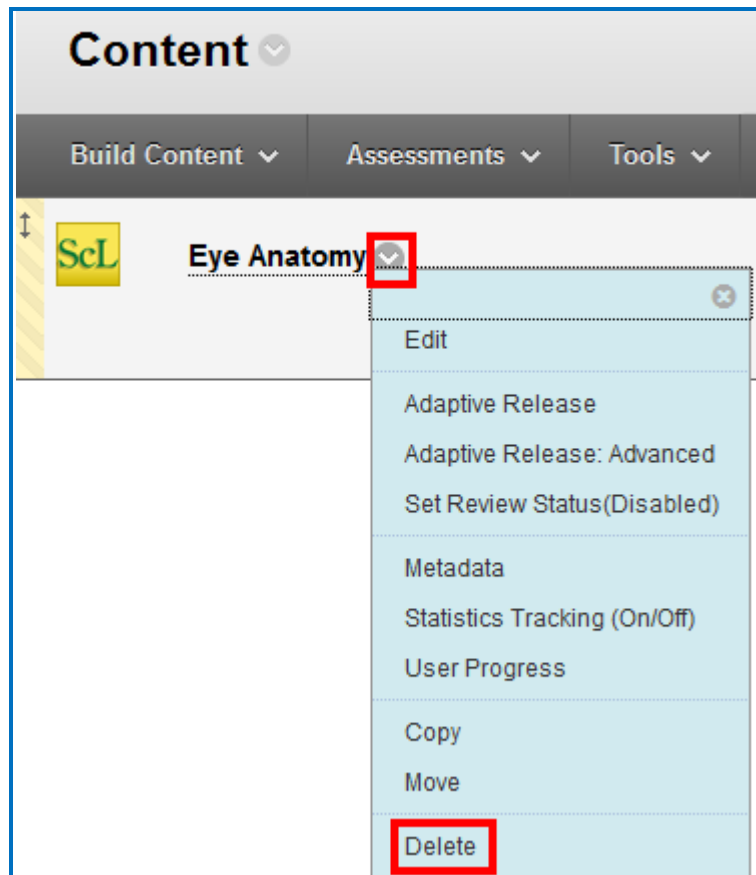 Content
Build Content Assessments Tools
ScL Eye Anatomy
Edit
Adaptive Release
Adaptive Release: Advanced
Set Review Status(Disabled)
Metadata
Statistics Tracking (On/Off)
User Progress
Copy
Move
Delete